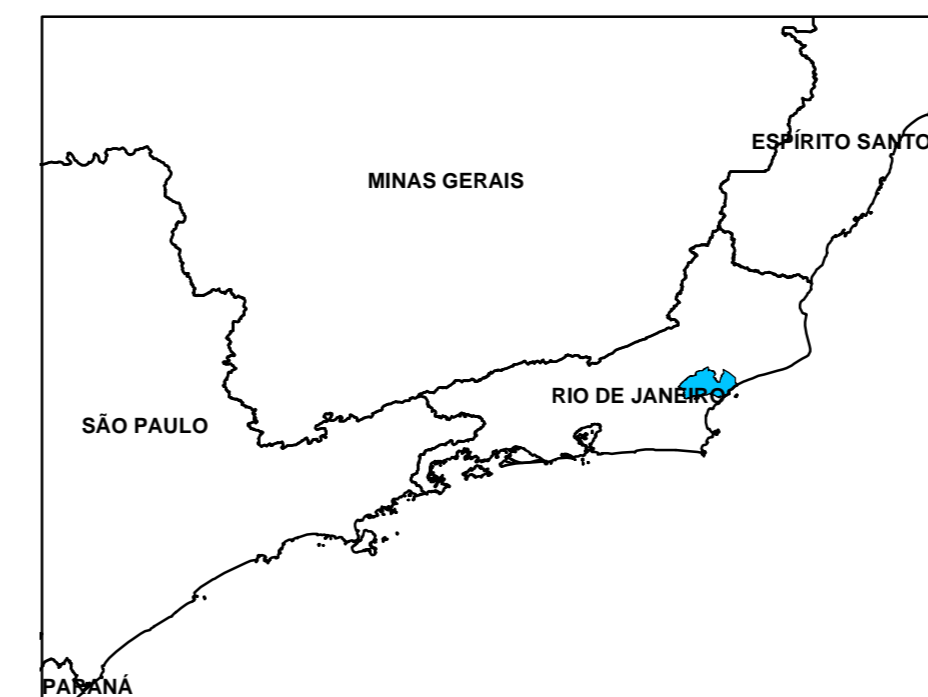 ESPÍRITO SANTO
MINAS GERAIS
RIO DE JANEIRO
SÃO PAULO
PARANÁ